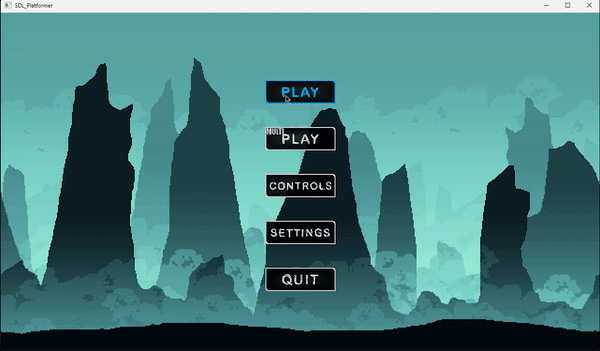 SDL_Platformer
PLAY
MULTI
PLAY
CONTROLS
SETTINGS
QUIT